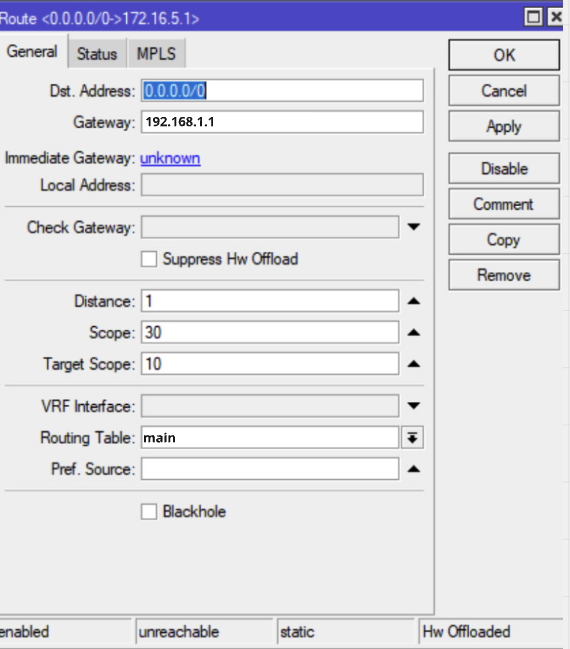 Route <0.0.0.0/0->172.16.5.1>
General Status MPLS
OK
Dst. Address: 0.0.0.0/0
Cancel
Gateway: 192.168.1.1
Apply
Immediate Gateway: unknown
Disable
Local Address:
Comment
Check Gateway:
Copy
Suppress Hw Offload
Remove
Distance: 1
Scope: 30
Target Scope: 10
VRF Interface:
Routing Table: main
Pref. Source:
Blackhole
enabled unreachable static Hw Offloaded